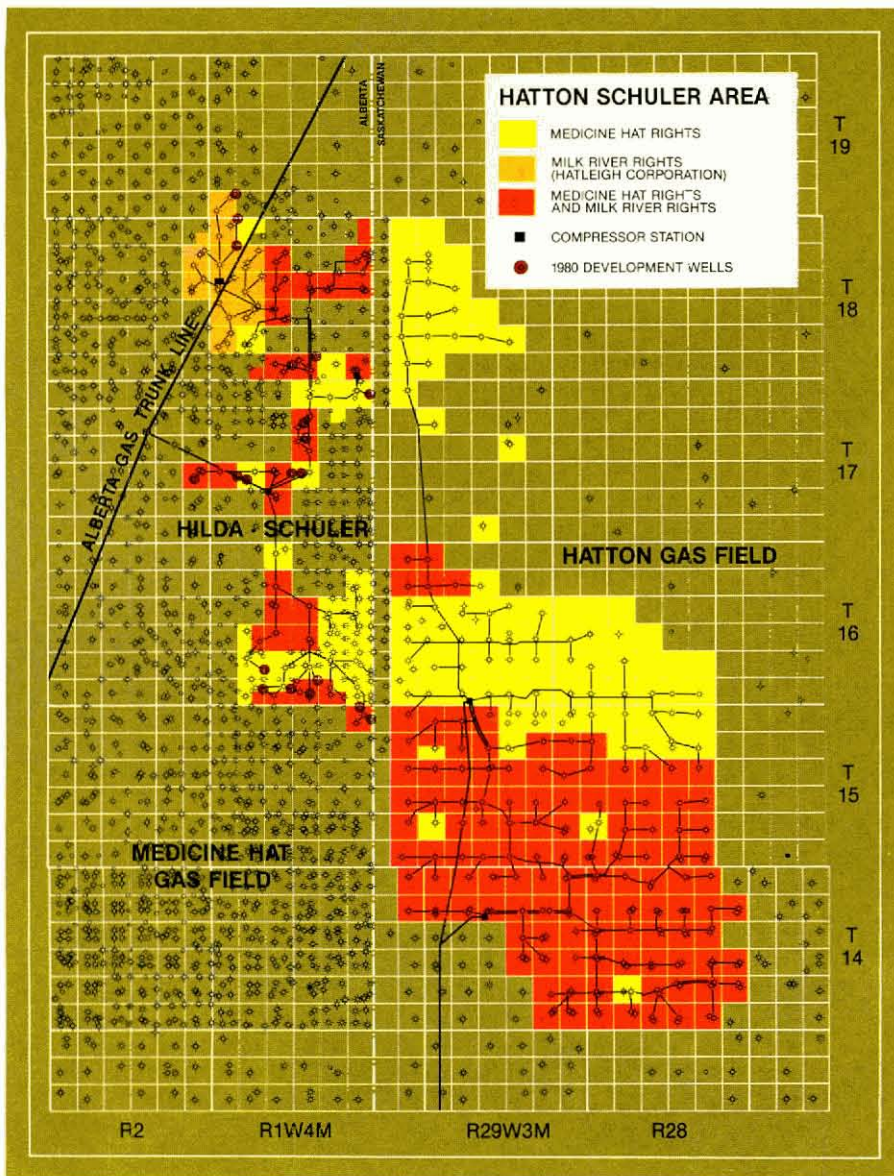 ALBERTA
SASKATCHEWAN
HATTON SCHULER AREA
MEDICINE HAT RIGHTS
MILK RIVER RIGHTS
(HATLEIGH CORPORATION)
MEDICINE HAT RIGHTS
AND MILK RIVER RIGHTS
COMPRESSOR STATION
1980 DEVELOPMENT WELLS
T
19
T
18
ALBERTA GAS TRUNK LINE
T
17
HILDA - SCHULER
HATTON GAS FIELD
T
16
T
15
MEDICINE HAT
GAS FIELD
T
14
R2
R1W4M
R29W3M
R28